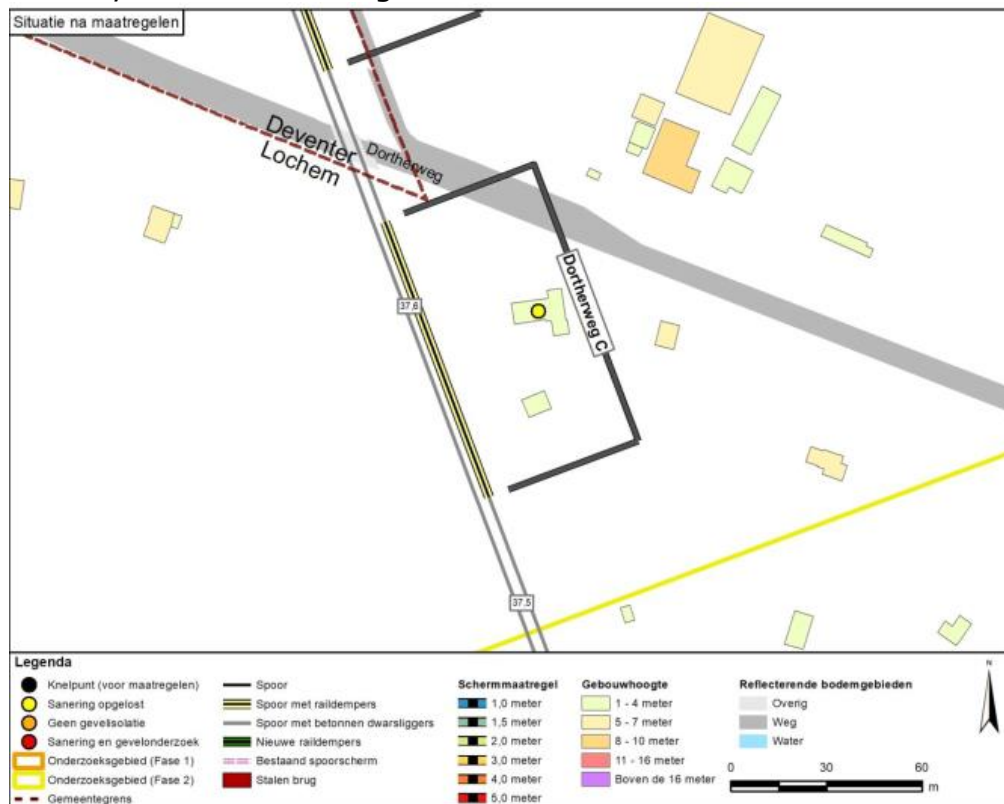 Situatie na maatregelen
Deventer
Lochem
Dortherweg
37,6
Dortherweg C
37,5
Legenda
Knelpunt (voor maatregelen)
Sanering opgelost
Geen gevelisolatie
Sanering en gevelonderzoek
Onderzoeksgebied (Fase 1)
Onderzoeksgebied (Fase 2)
Gemeentegrens
Spoor
Spoor met raildempers
Spoor met betonnen dwarsliggers
Nieuwe raildempers
Bestaand spoorscherm
Stalen brug
Schermmaatregel
1,0 meter
1,5 meter
2,0 meter
3,0 meter
4,0 meter
5,0 meter
Gebouwhoogte
1 - 4 meter
5 - 7 meter
8 - 10 meter
11 - 16 meter
Boven de 16 meter
Reflecterende bodemgebieden
Overig
Weg
Water
N
0 30 60
m